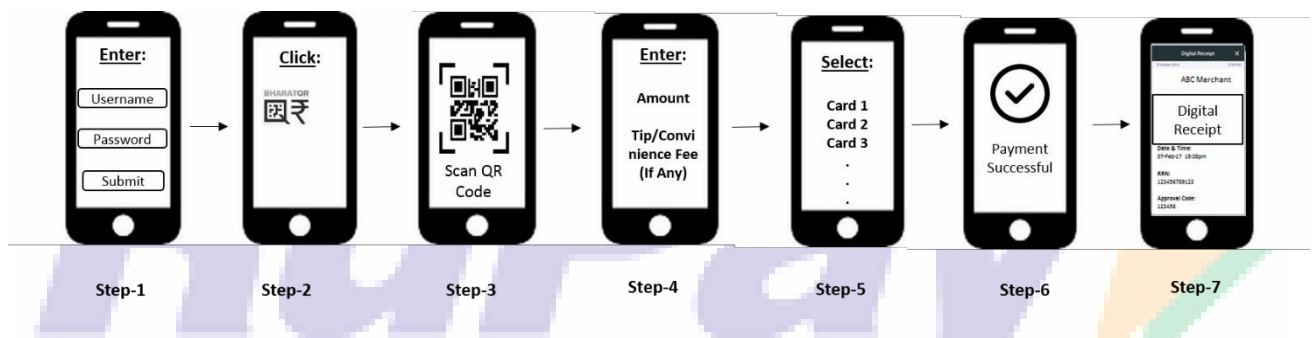 Enter:
Username
Password
Submit
Click:
BHARATQR
Scan QR
Code
Enter:
Amount
Tip/Convi
nience Fee
(If Any)
Select:
Card 1
Card 2
Card 3
.
.
.
Payment
Successful
Digital Receipt X
ABC Merchant
Digital
Receipt
Date & Time:
07-Feb-17 19:08pm
RRN:
123456789123
Approval Code:
123456
Step-1
Step-2
Step-3
Step-4
Step-5
Step-6
Step-7